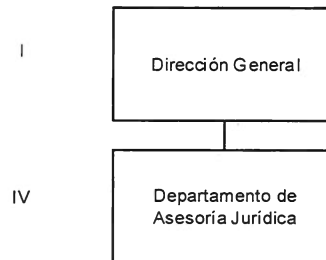 I
Dirección General
IV
Departamento de
Asesoría Jurídica